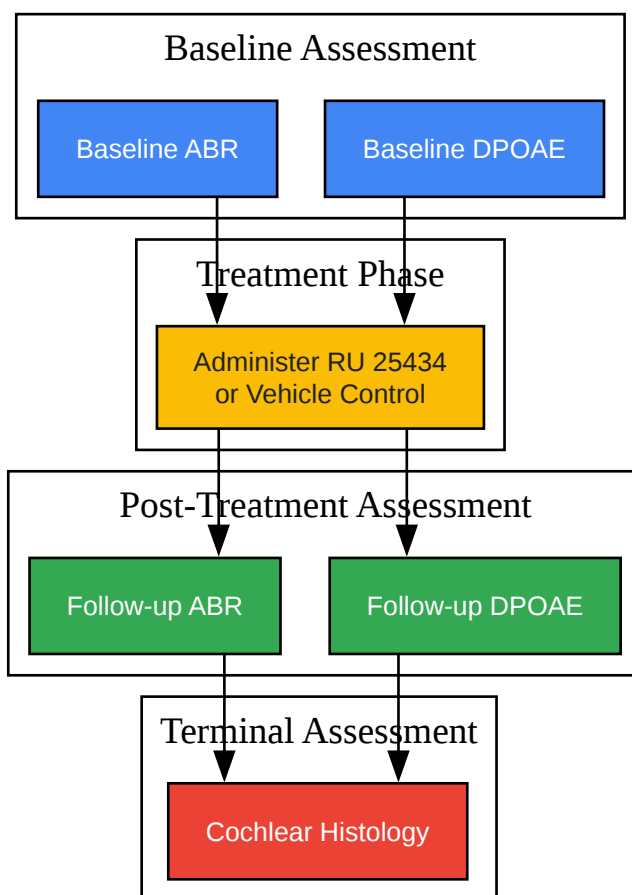 Baseline Assessment
Baseline ABR
Baseline DPOAE
Treatment Phase
Administer RU 25434
or Vehicle Control
Post-Treatment Assessment
Follow-up ABR
Follow-up DPOAE
Terminal Assessment
Cochlear Histology